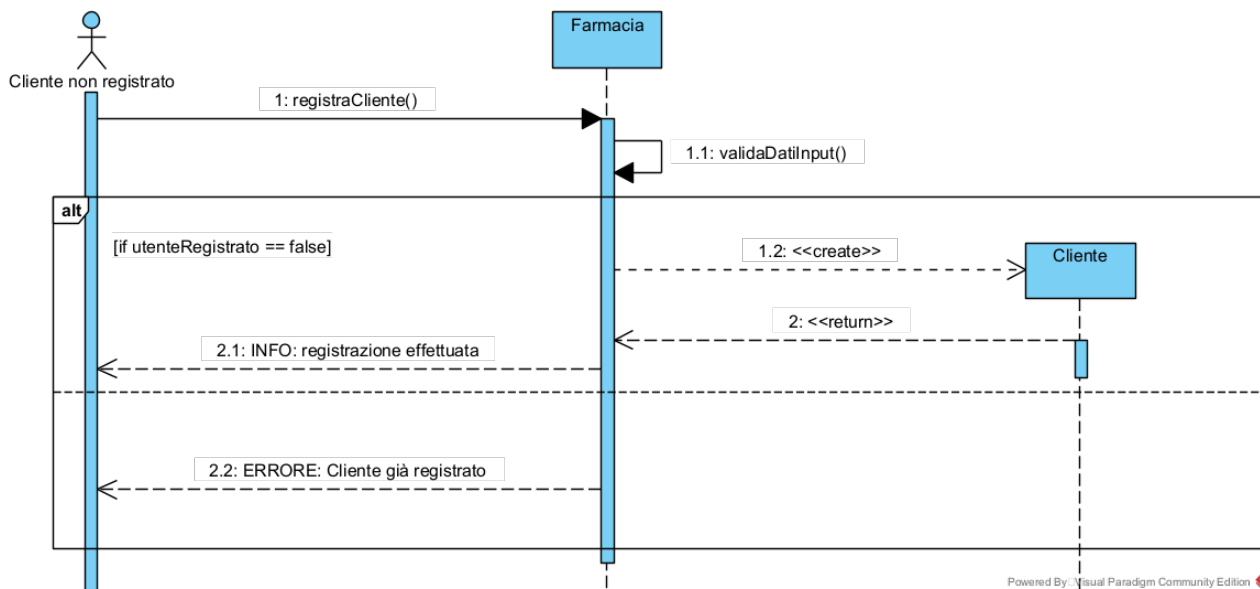 Farmacia
Cliente non registrato
1: registraCliente()
1.1: validaDatiInput()
alt
[if utenteRegistrato == false]
1.2: <<create>>
Cliente
2: <<return>>
2.1: INFO: registrazione effettuata
2.2: ERRORE: Cliente già registrato
Powered By Visual Paradigm Community Edition